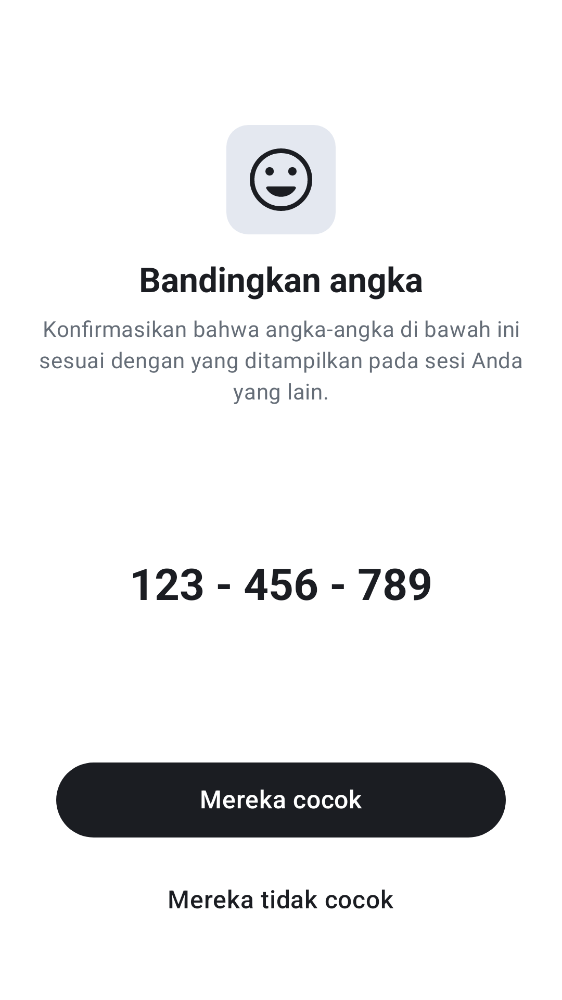 Bandingkan angka
Konfirmasikan bahwa angka-angka di bawah ini
sesuai dengan yang ditampilkan pada sesi Anda
yang lain.
123 - 456 - 789
Mereka cocok
Mereka tidak cocok